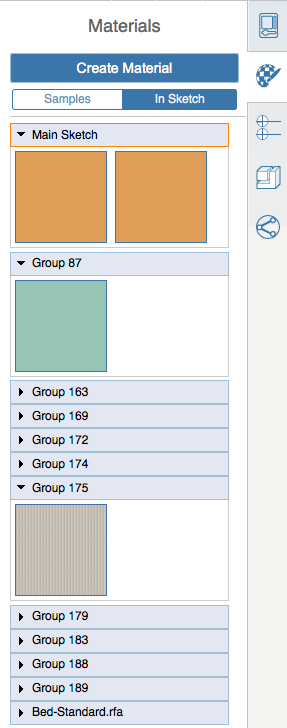 Materials
Create Material
Samples
In Sketch
Main Sketch
Group 87
Group 163
Group 169
Group 172
Group 174
Group 175
Group 179
Group 183
Group 188
Group 189
Bed-Standard.rfa